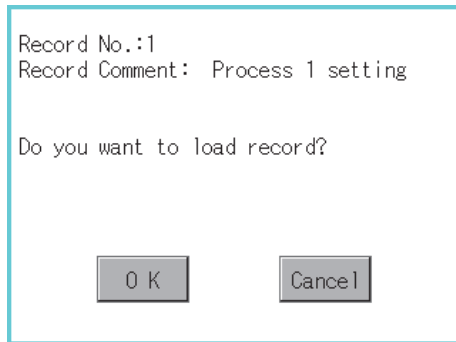 Record No.:1
Record Comment: Process 1 setting
Do you want to load record?
OK
Cancel